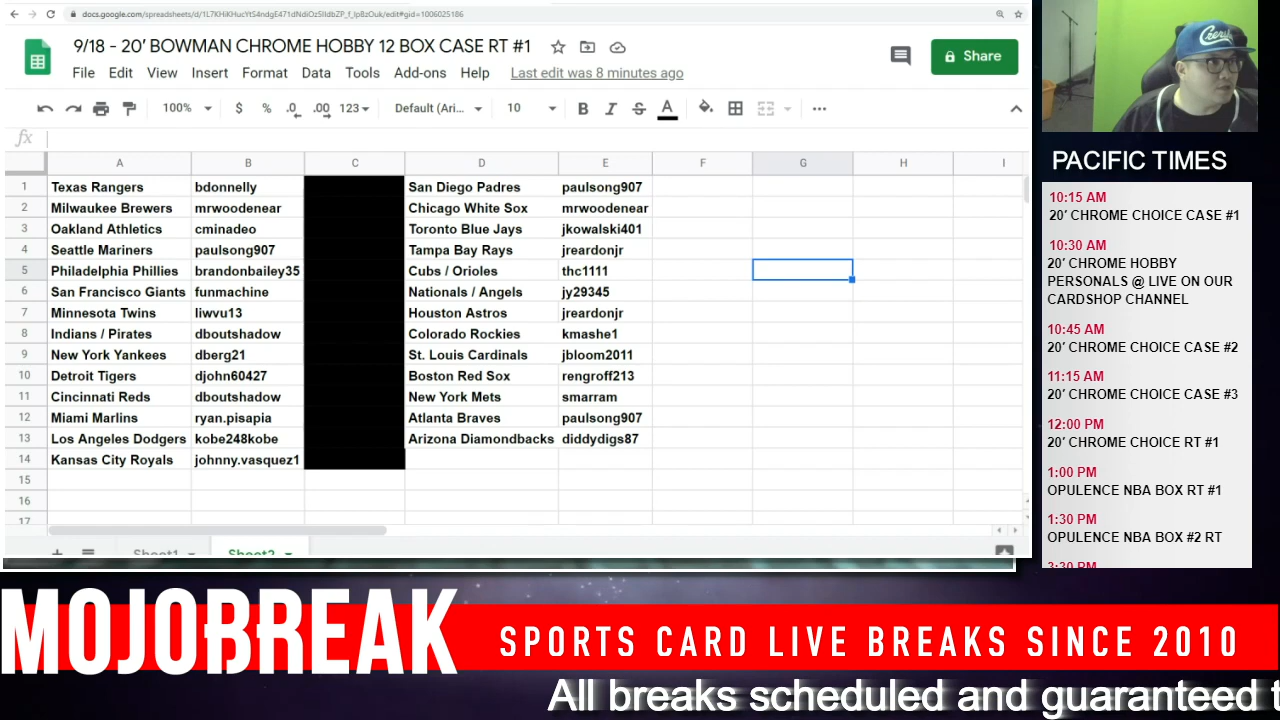 docs.google.com/spreadsheets/d/
9/18 - 20' BOWMAN CHROME HOBBY 12 BOX CASE RT #1
Share
File Edit View Insert Format Data Tools Add-ons Help Last edit was 8 minutes ago
100% $ % .0 .00 123 Default (Ari... 10 B I S A
fx
A B C D E F G H I
1 Texas Rangers bdonnelly San Diego Padres paulsong907
2 Milwaukee Brewers mrwoodenear Chicago White Sox mrwoodenear
3 Oakland Athletics cminadeo Toronto Blue Jays jkowalski401
4 Seattle Mariners paulsong907 Tampa Bay Rays jreardonjr
5 Philadelphia Phillies brandonbailey35 Cubs / Orioles thc1111
6 San Francisco Giants funmachine Nationals / Angels jy29345
7 Minnesota Twins liwvu13 Houston Astros jreardonjr
8 Indians / Pirates dboutshadow Colorado Rockies kmashe1
9 New York Yankees dberg21 St. Louis Cardinals jbloom2011
10 Detroit Tigers djohn60427 Boston Red Sox rengroff213
11 Cincinnati Reds dboutshadow New York Mets smarram
12 Miami Marlins ryan.pisapia Atlanta Braves paulsong907
13 Los Angeles Dodgers kobe248kobe Arizona Diamondbacks diddydigs87
14 Kansas City Royals johnny.vasquez1
15
16
17
Sheet1 Sheet2
PACIFIC TIMES
10:15 AM
20' CHROME CHOICE CASE #1
10:30 AM
20' CHROME HOBBY
PERSONALS @ LIVE ON OUR
CARDSHOP CHANNEL
10:45 AM
20' CHROME CHOICE CASE #2
11:15 AM
20' CHROME CHOICE CASE #3
12:00 PM
20' CHROME CHOICE RT #1
1:00 PM
OPULENCE NBA BOX RT #1
1:30 PM
OPULENCE NBA BOX #2 RT
3:30 PM
MOJOBREAK
SPORTS CARD LIVE BREAKS SINCE 2010
All breaks scheduled and guaranteed t